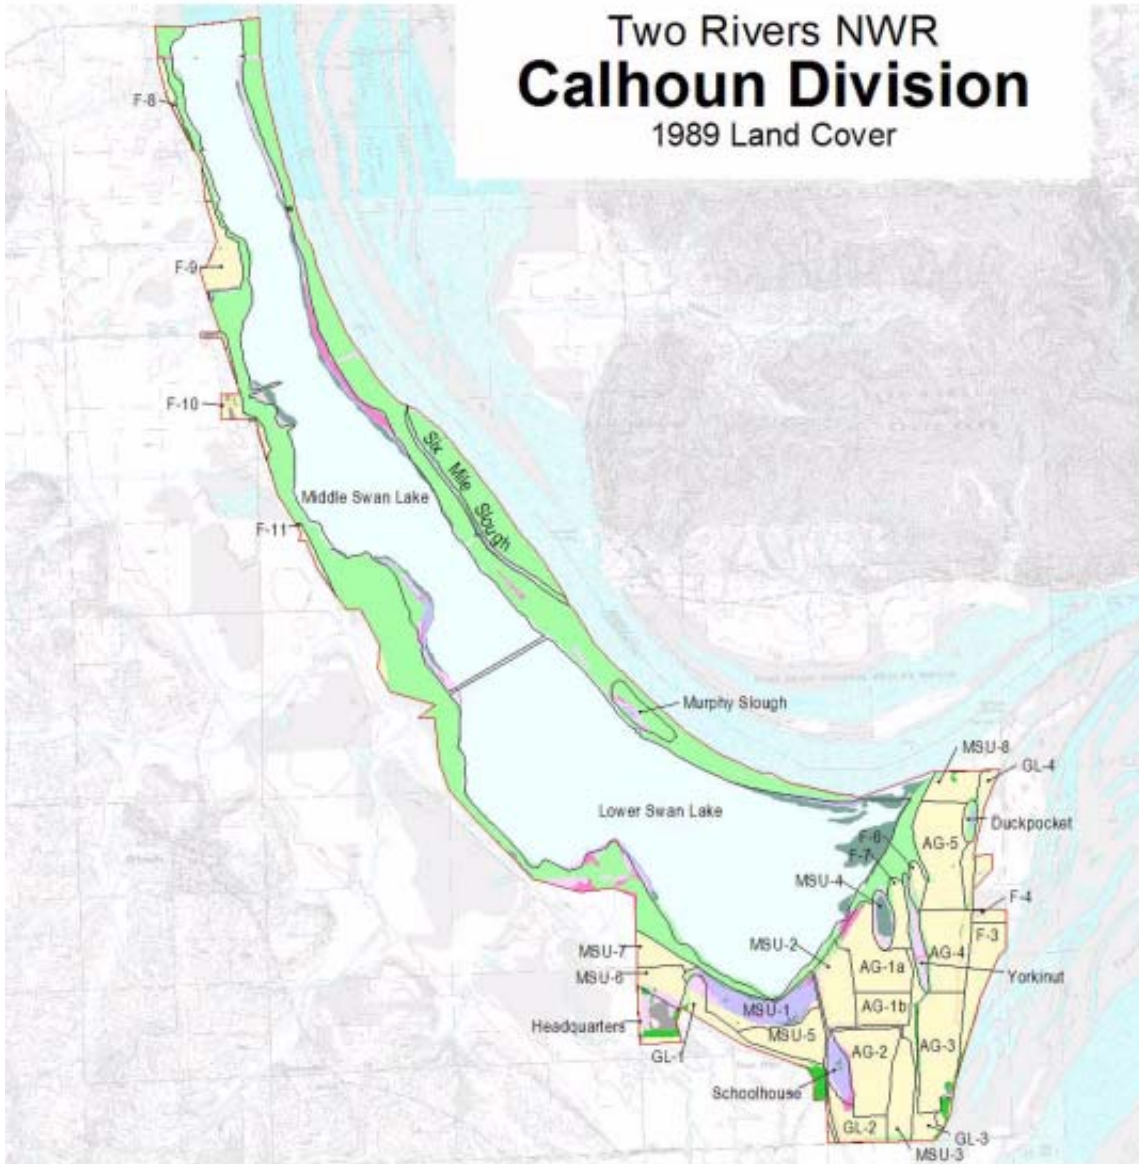 Two Rivers NWR
Calhoun Division
1989 Land Cover
F-8
F-9
F-10
Six Mile Slough
Middle Swan Lake
F-11
Murphy Slough
MSU-8
GL-4
Lower Swan Lake
Duckpocket
F-6
AG-5
F-7
MSU-4
F-4
F-3
MSU-2
MSU-7
AG-4
AG-1a
MSU-6
Yorkinut
AG-1b
MSU-1
Headquarters
MSU-5
AG-2
AG-3
GL-1
Schoolhouse
GL-2
GL-3
MSU-3